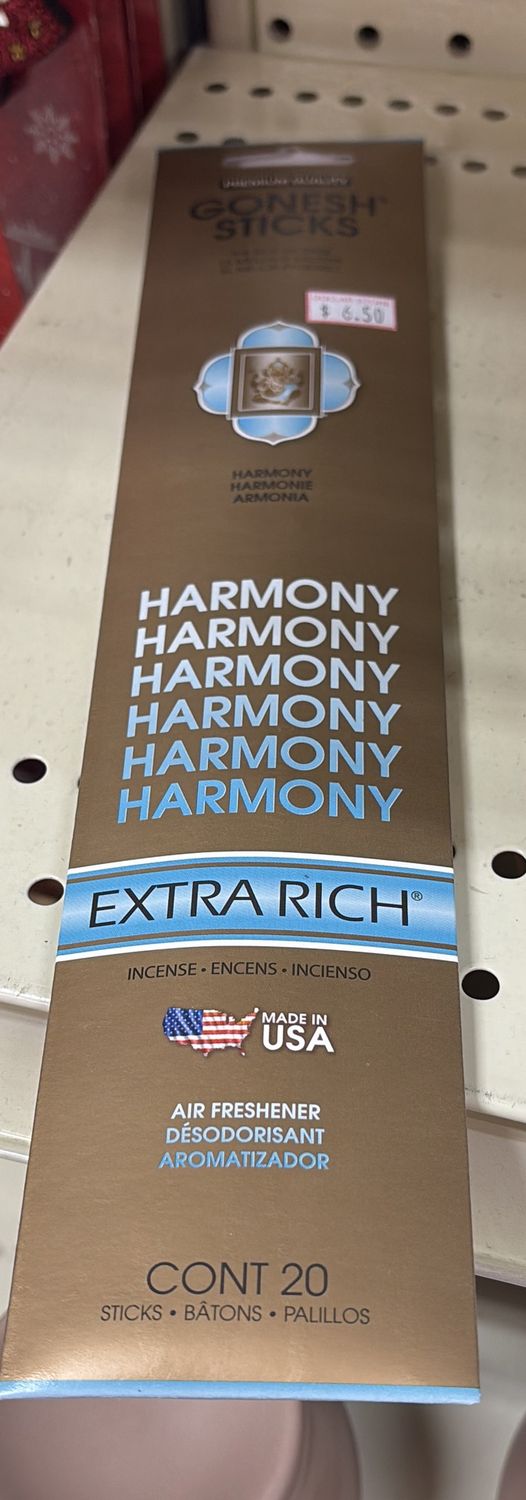 GONESH®
STICKS
$ 6.50
HARMONY
HARMONIE
ARMONIA
HARMONY
HARMONY
HARMONY
HARMONY
HARMONY
HARMONY
EXTRA RICH®
INCENSE • ENCENS • INCIENSO
MADE IN
USA
AIR FRESHENER
DÉSODORISANT
AROMATIZADOR
CONT 20
STICKS • BÂTONS • PALILLOS